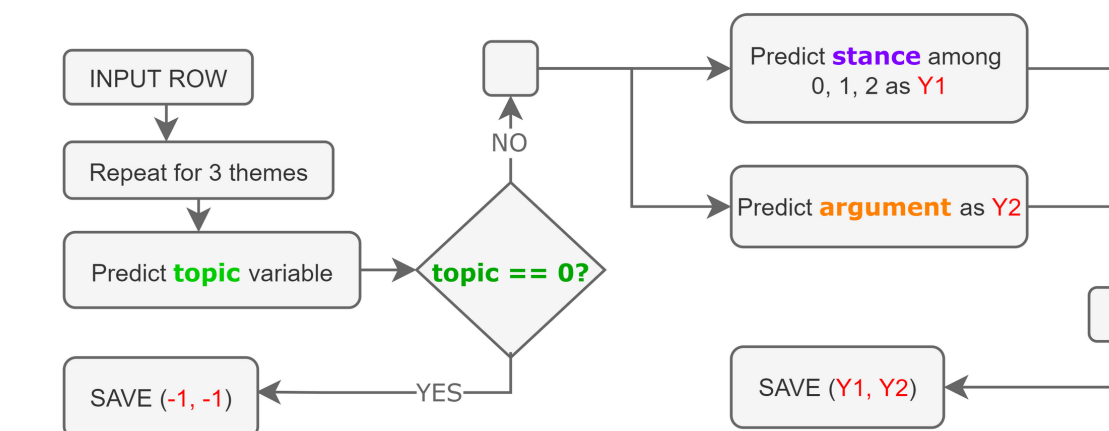 INPUT ROW
Repeat for 3 themes
Predict topic variable
topic == 0?
NO
YES
SAVE (-1, -1)
Predict stance among
0, 1, 2 as Y1
Predict argument as Y2
SAVE (Y1, Y2)